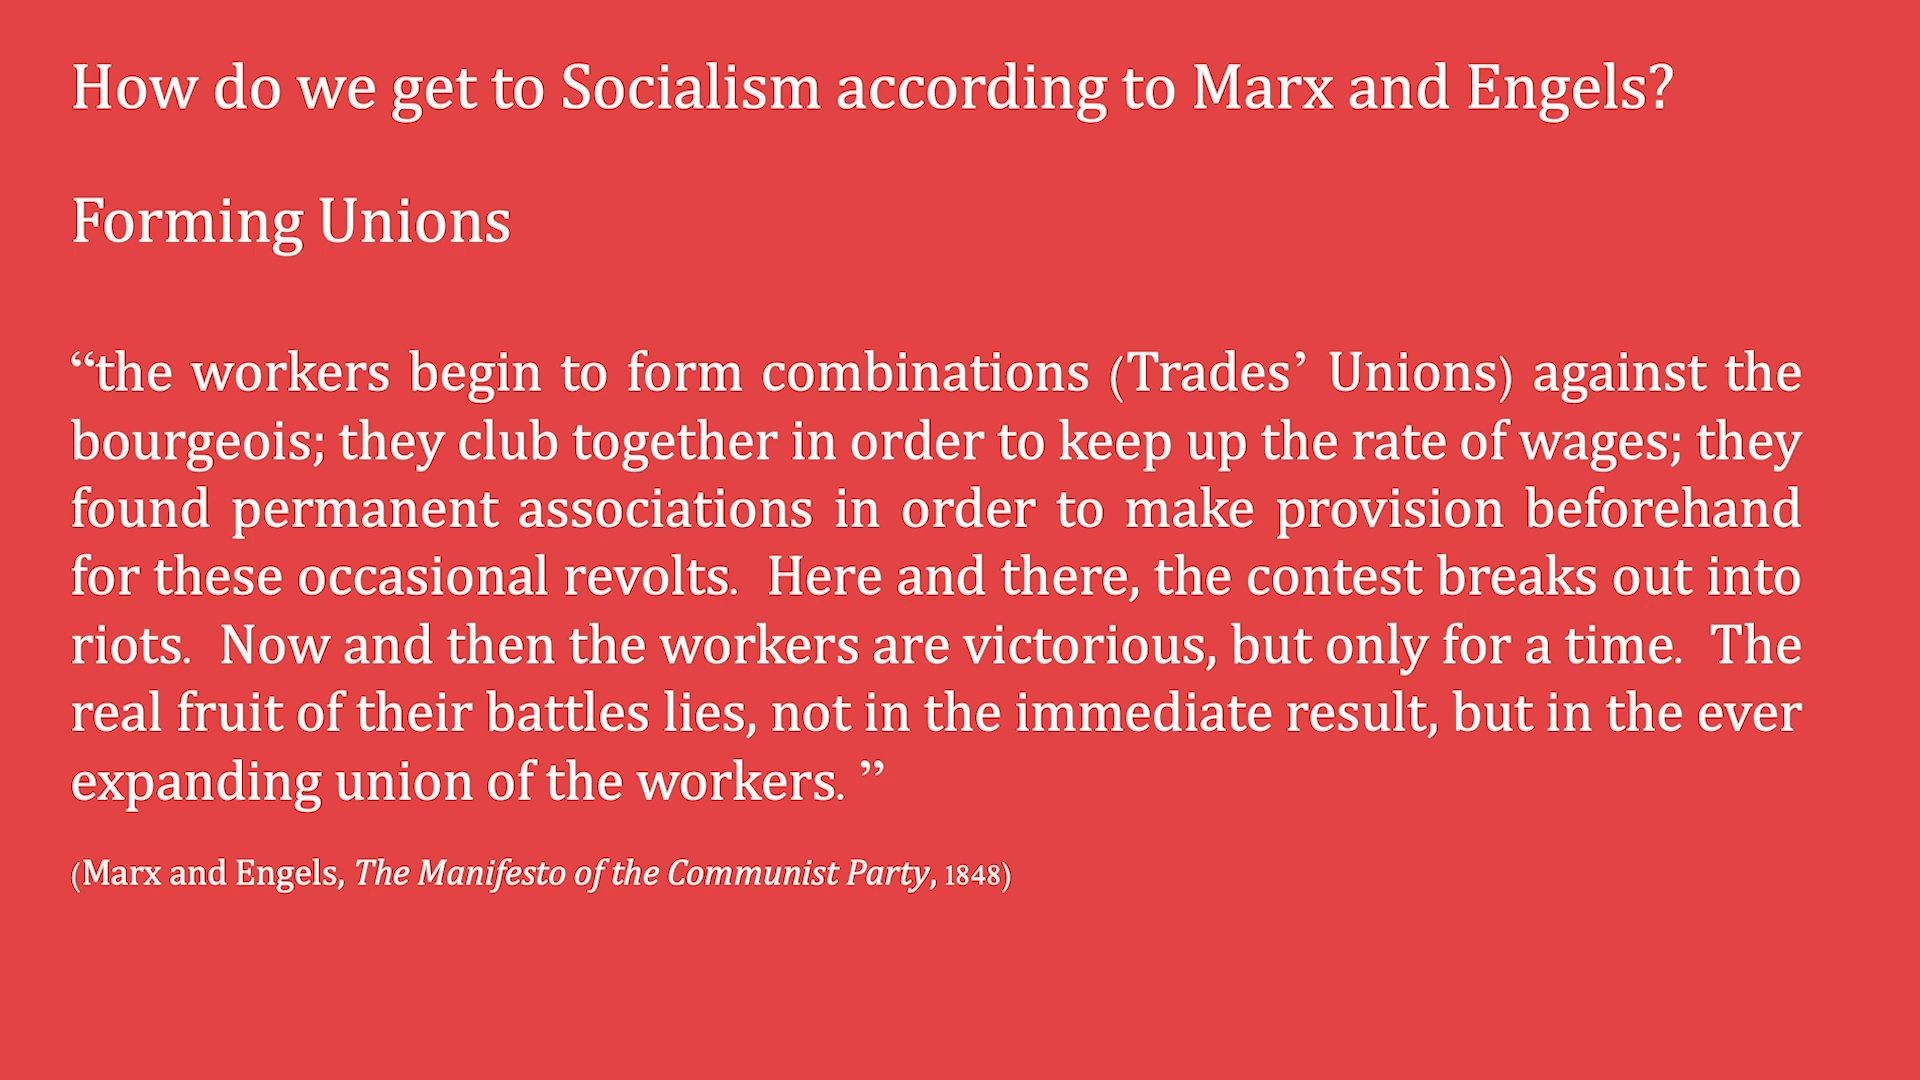 How do we get to Socialism according to Marx and Engels?
Forming Unions
“the workers begin to form combinations (Trades’ Unions) against the
bourgeois; they club together in order to keep up the rate of wages; they
found permanent associations in order to make provision beforehand
for these occasional revolts.  Here and there, the contest breaks out into
riots.  Now and then the workers are victorious, but only for a time.  The
real fruit of their battles lies, not in the immediate result, but in the ever
expanding union of the workers. ”
(Marx and Engels, The Manifesto of the Communist Party, 1848)